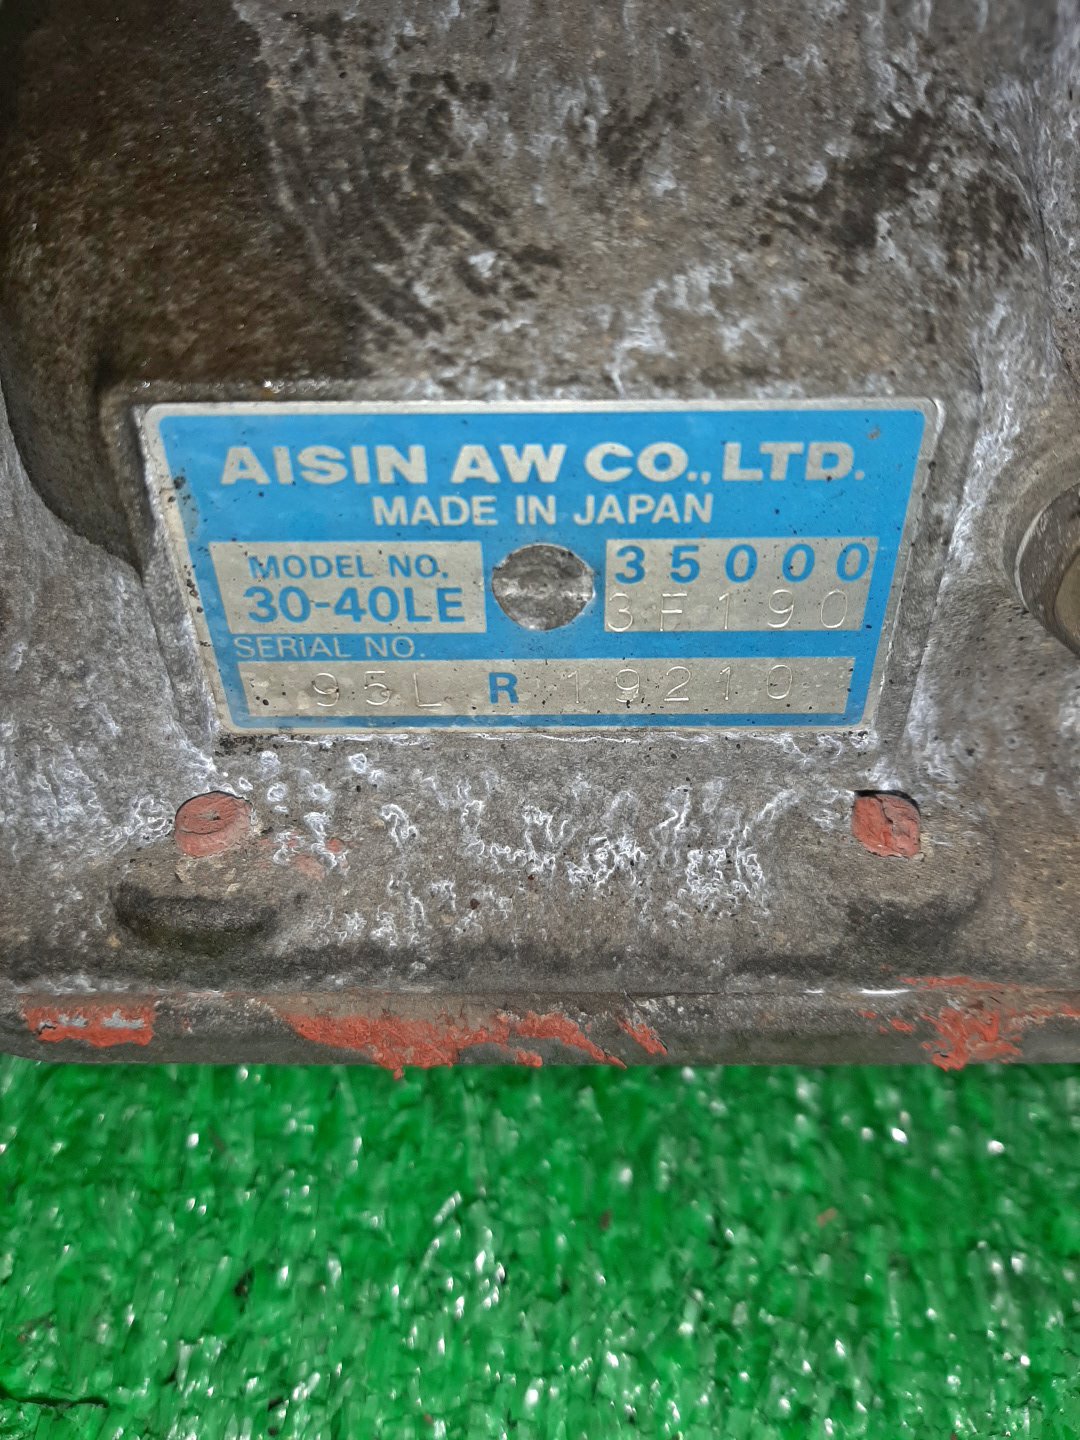 AISIN AW CO., LTD.
MADE IN JAPAN
MODEL NO.
30-40LE
35000
3F190
SERIAL NO.
95L R 19210